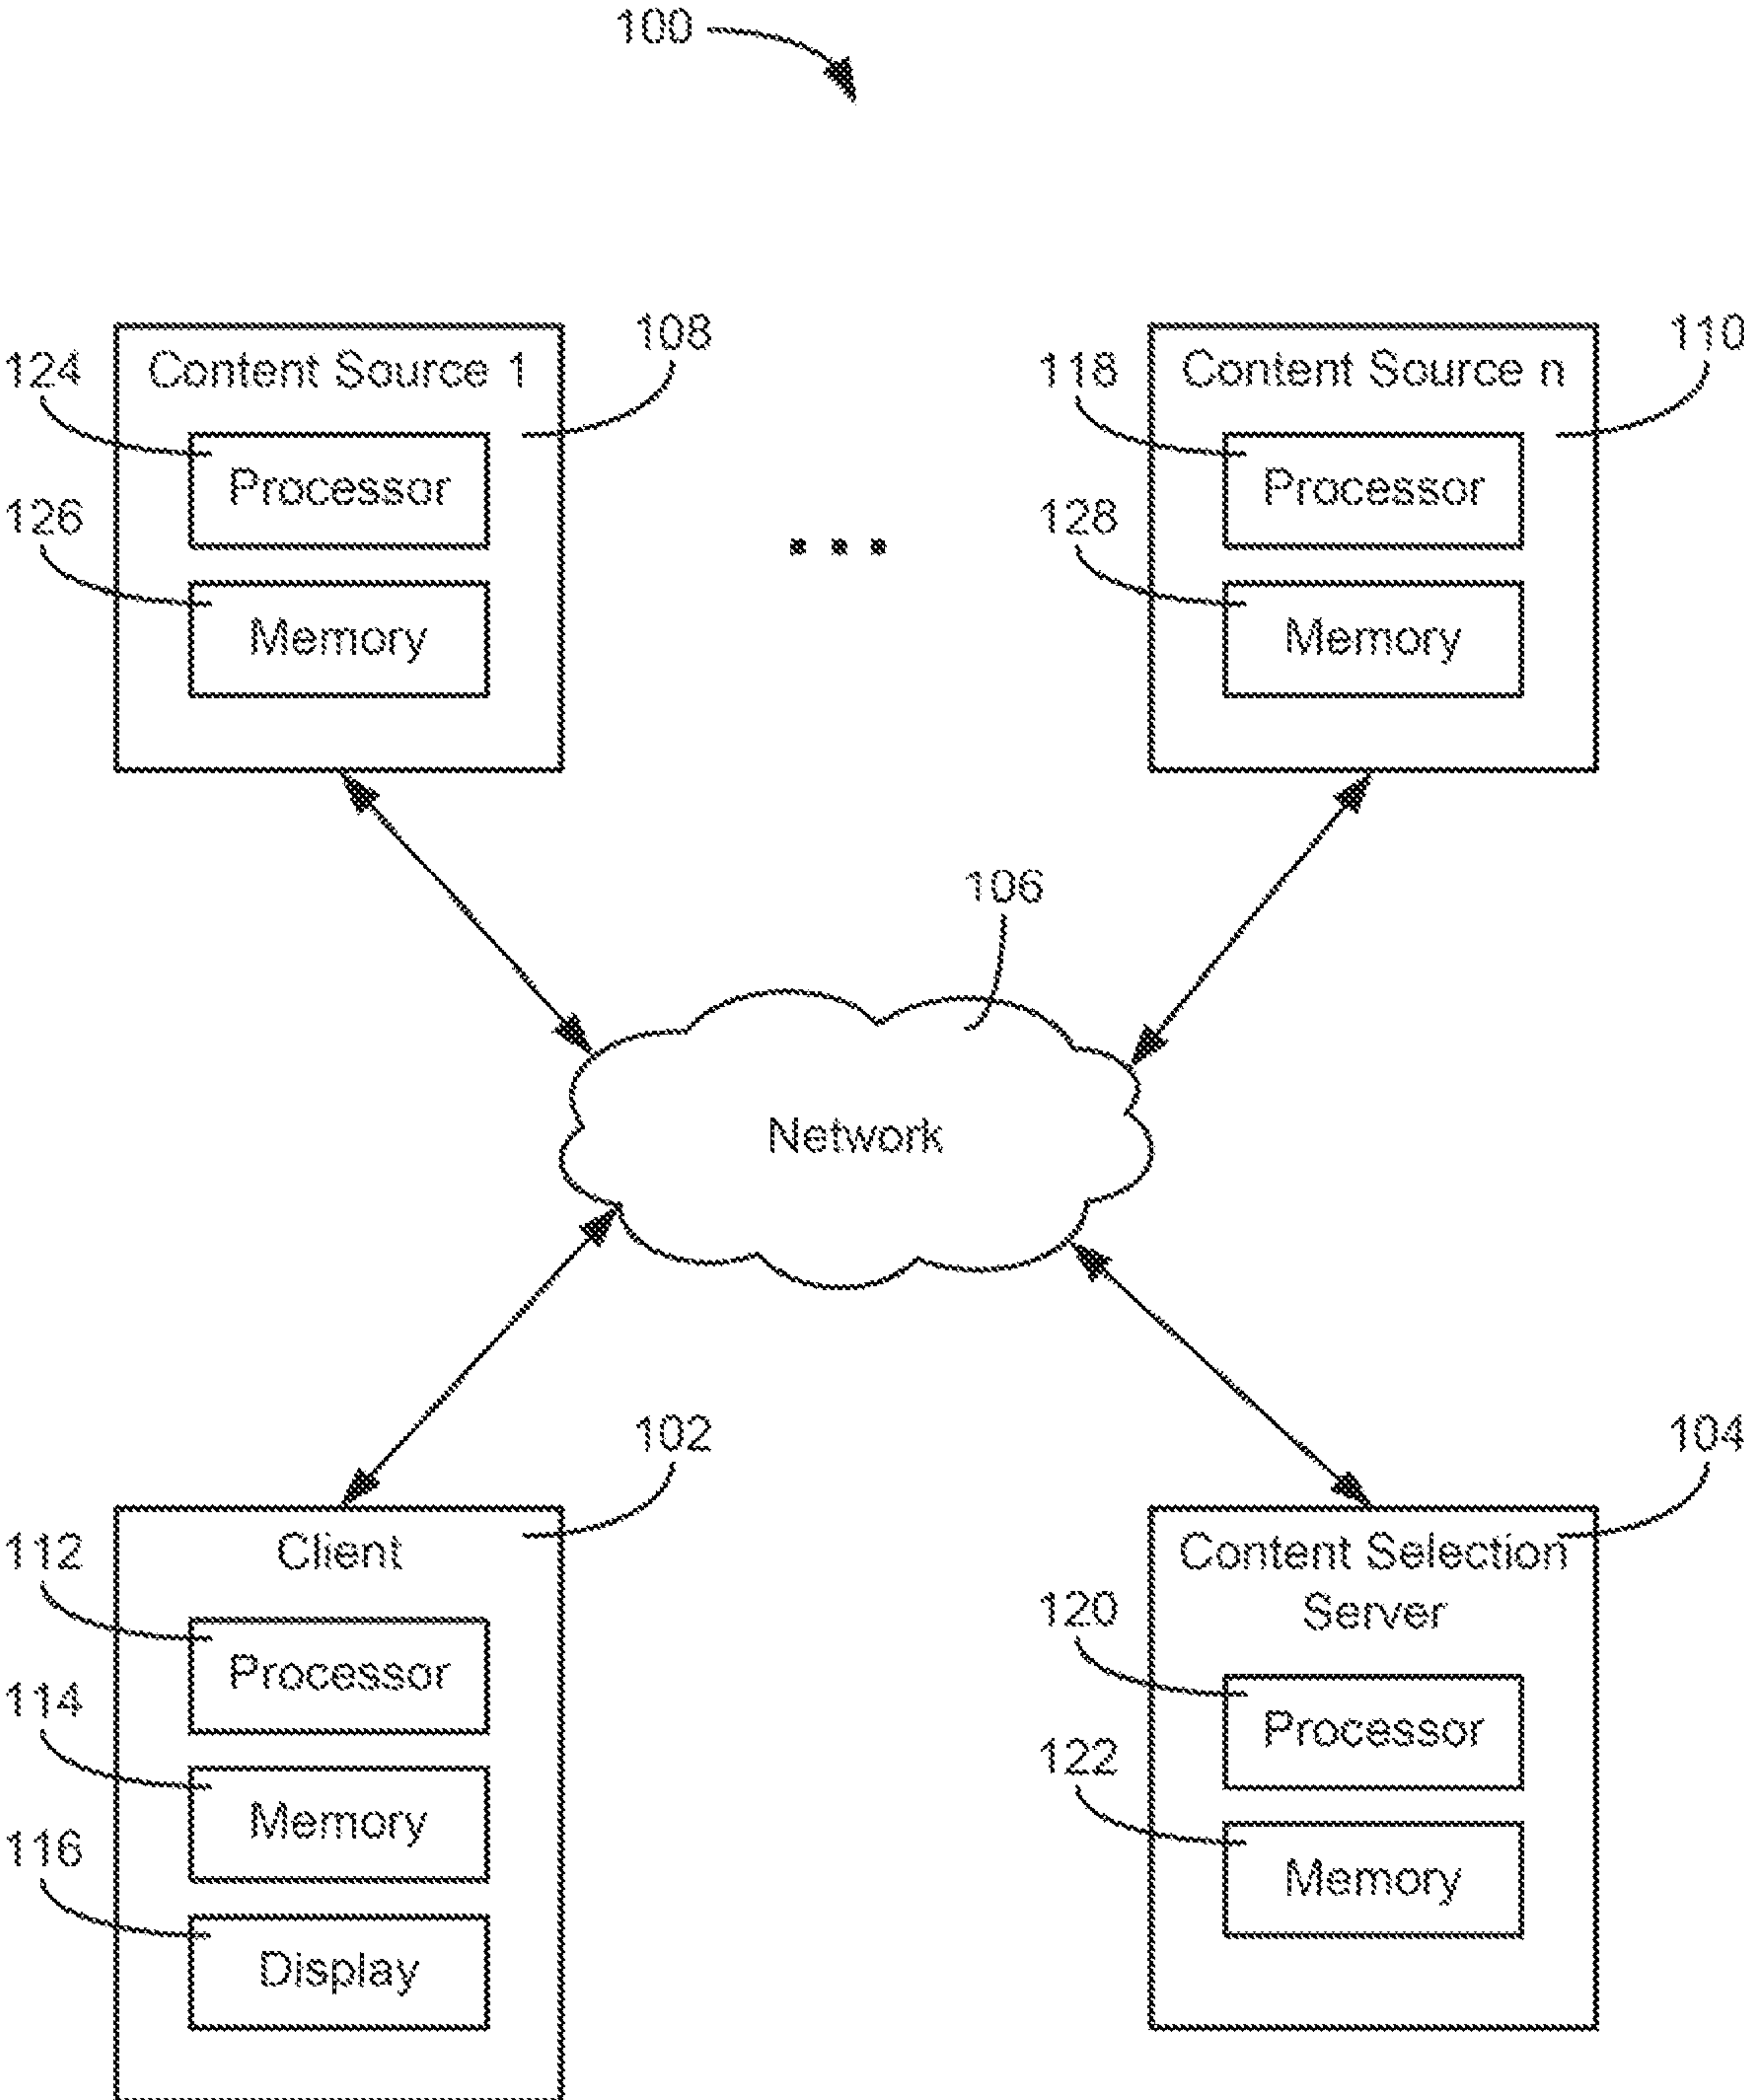 100
108
110
124
Content Source 1
118
Content Source n
Processor
Processor
126
128
...
Memory
Memory
106
Network
102
104
112
Client
Content Selection
Server
120
Processor
Processor
114
122
Memory
Memory
116
Display